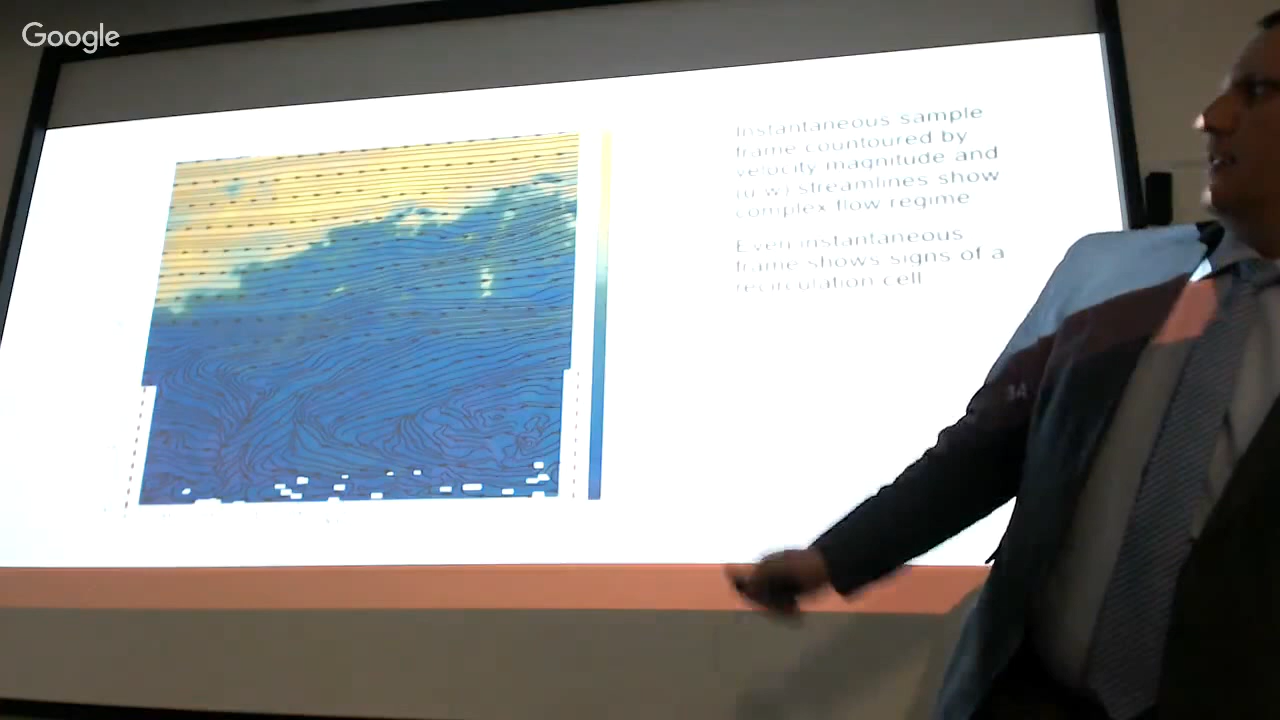 Google
Instantaneous sample
frame countoured by
velocity magnitude and
(u,w) streamlines show
complex flow regime
Even instantaneous
frame shows signs of a
recirculation cell